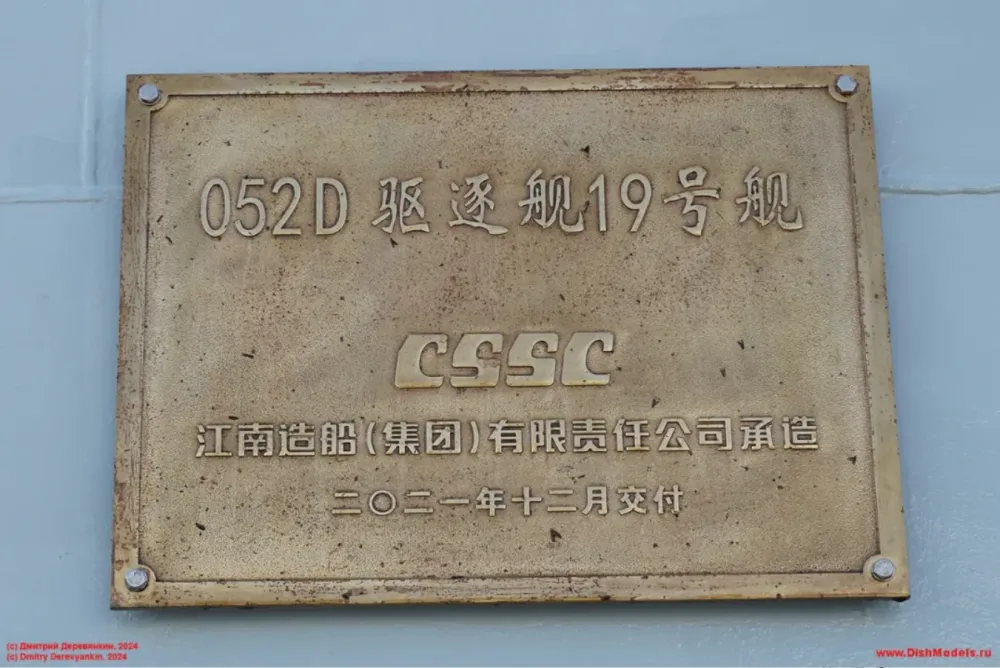 052D 驱逐舰19号舰
CSSC
江南造船(集团)有限责任公司承造
二〇二一年十二月交付
(c) Дмитрий Деревянкин, 2024
(c) Dmitry Derevyankin, 2024
www.DishModels.ru